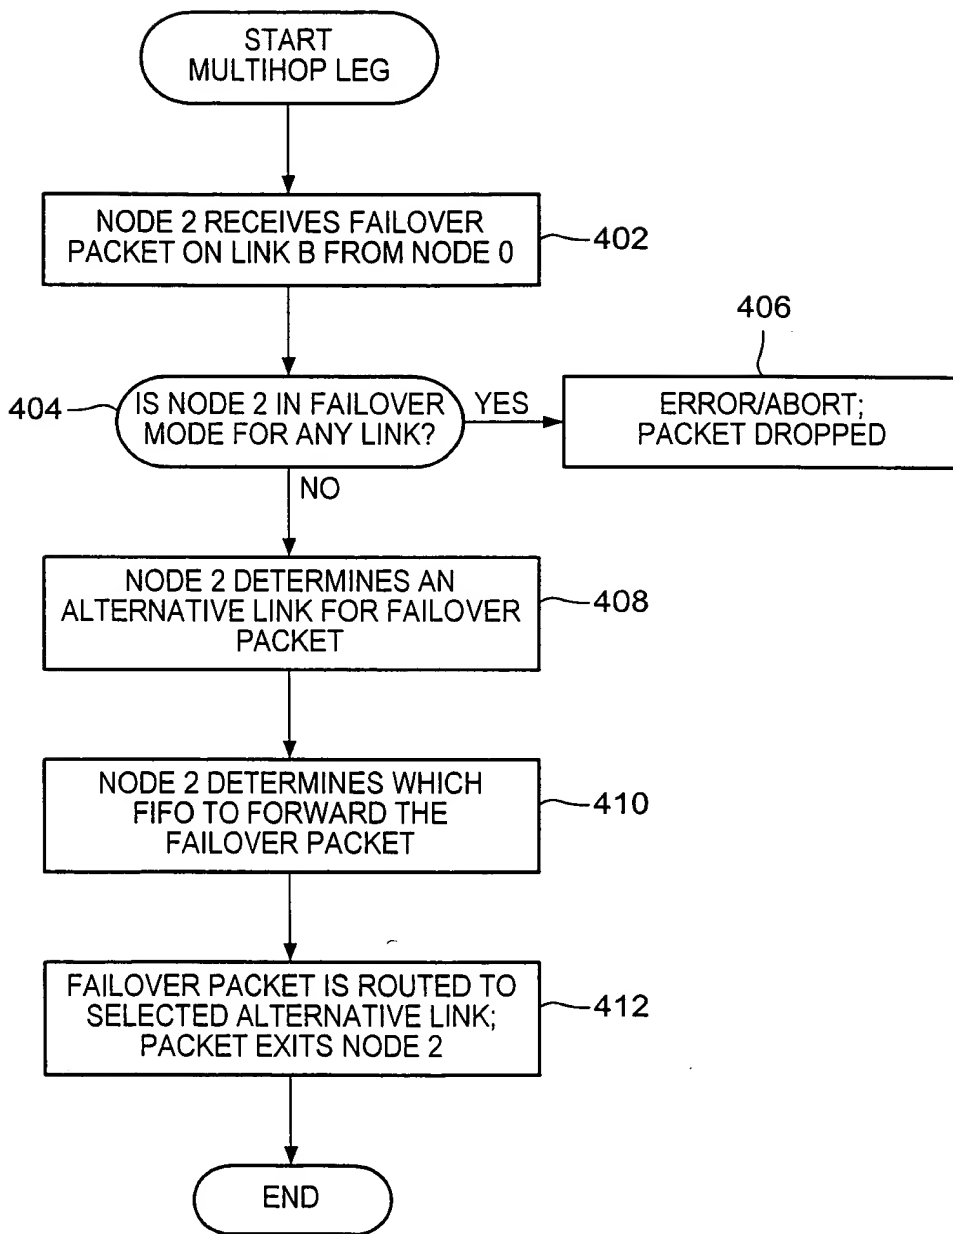 START
MULTIHOP LEG
NODE 2 RECEIVES FAILOVER
PACKET ON LINK B FROM NODE 0
402
406
404
IS NODE 2 IN FAILOVER
MODE FOR ANY LINK?
YES
ERROR/ABORT;
PACKET DROPPED
NO
NODE 2 DETERMINES AN
ALTERNATIVE LINK FOR FAILOVER
PACKET
408
NODE 2 DETERMINES WHICH
FIFO TO FORWARD THE
FAILOVER PACKET
410
FAILOVER PACKET IS ROUTED TO
SELECTED ALTERNATIVE LINK;
PACKET EXITS NODE 2
412
END